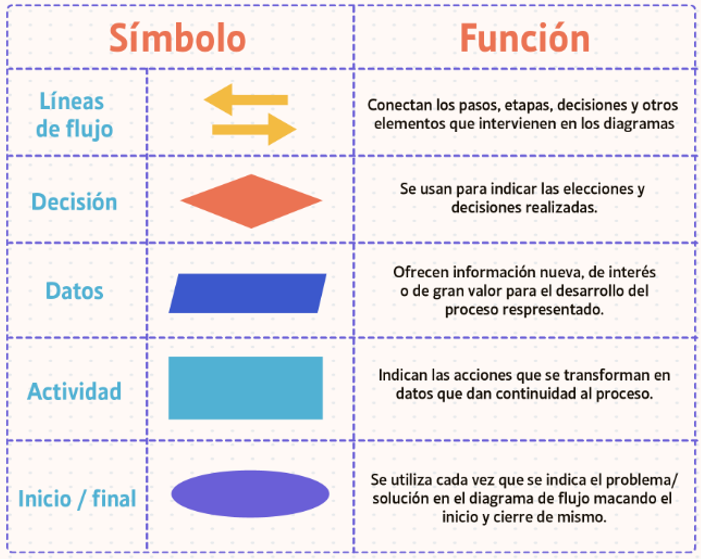 Símbolo
Función
Líneas
de flujo
Conectan los pasos, etapas, decisiones y otros
elementos que intervienen en los diagramas
Decisión
Se usan para indicar las elecciones y
decisiones realizadas.
Datos
Ofrecen información nueva, de interés
o de gran valor para el desarrollo del
proceso respresentado.
Actividad
Indican las acciones que se transforman en
datos que dan continuidad al proceso.
Inicio / final
Se utiliza cada vez que se indica el problema/
solución en el diagrama de flujo macando el
inicio y cierre de mismo.